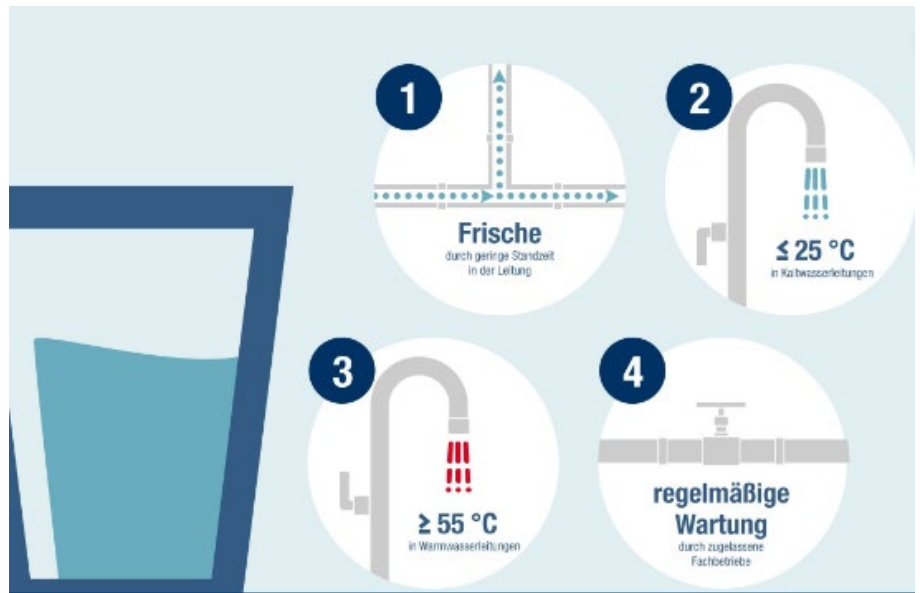 1
Frische
durch geringe Standzeit
in der Leitung
2
≤ 25 °C
in Kaltwasserleitungen
3
≥ 55 °C
in Warmwasserleitungen
4
regelmäßige
Wartung
durch zugelassene
Fachbetriebe